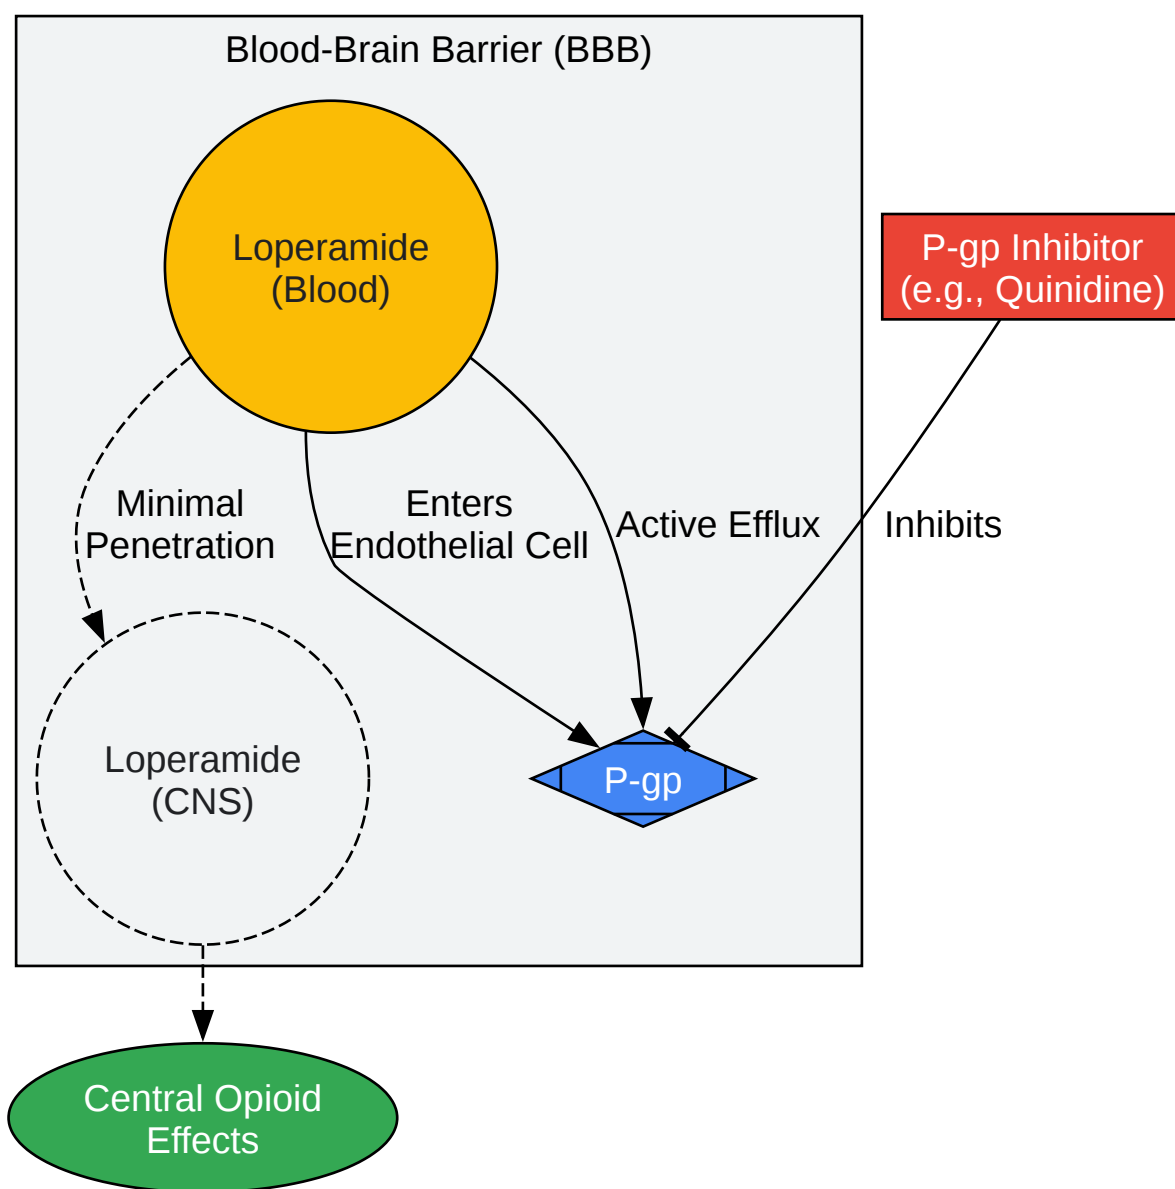 Blood-Brain Barrier (BBB)
Loperamide
(Blood)
P-gp Inhibitor
(e.g., Quinidine)
Minimal
Penetration
Enters
Endothelial Cell
Active Efflux
Inhibits
Loperamide
(CNS)
P-gp
Central Opioid
Effects